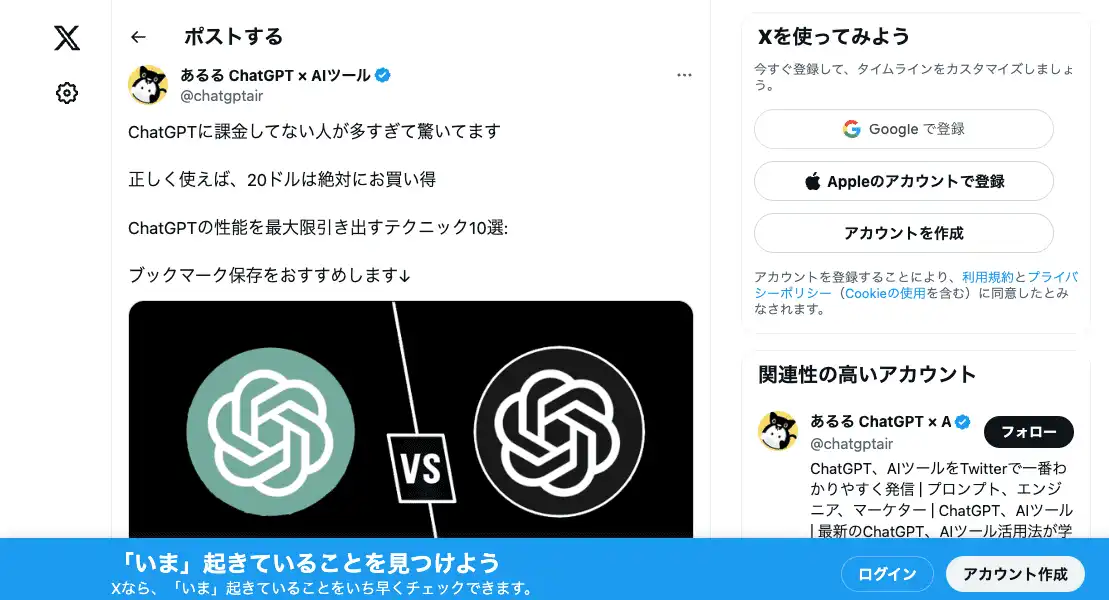 ポストする
あるる ChatGPT × AIツール
@chatgptair
ChatGPTに課金してない人が多すぎて驚いてます
正しく使えば、20ドルは絶対にお買い得
ChatGPTの性能を最大限引き出すテクニック10選:
ブックマーク保存をおすすめします↓
VS
Xを使ってみよう
今すぐ登録して、タイムラインをカスタマイズしましょ
う。
Google で登録
Appleのアカウントで登録
アカウントを作成
アカウントを登録することにより、利用規約とプライバ
シーポリシー（Cookieの使用を含む）に同意したとみ
なされます。
関連性の高いアカウント
あるる ChatGPT × A
フォロー
@chatgptair
ChatGPT、AIツールをTwitterで一番わ
かりやすく発信 | プロンプト、エンジ
ニア、マーケター | ChatGPT、AIツール
| 最新のChatGPT、AIツール活用法が学
「いま」起きていることを見つけよう
Xなら、「いま」起きていることをいち早くチェックできます。
ログイン
アカウント作成